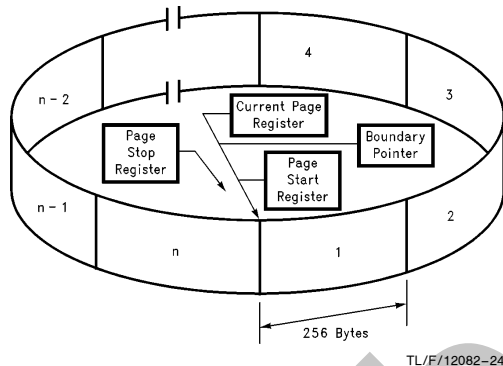 4
n-2
3
Current Page
Register
Page
Stop
Register
Boundary
Pointer
Page
Start
Register
n-1
2
n
1
256 Bytes
TL/F/12082-24